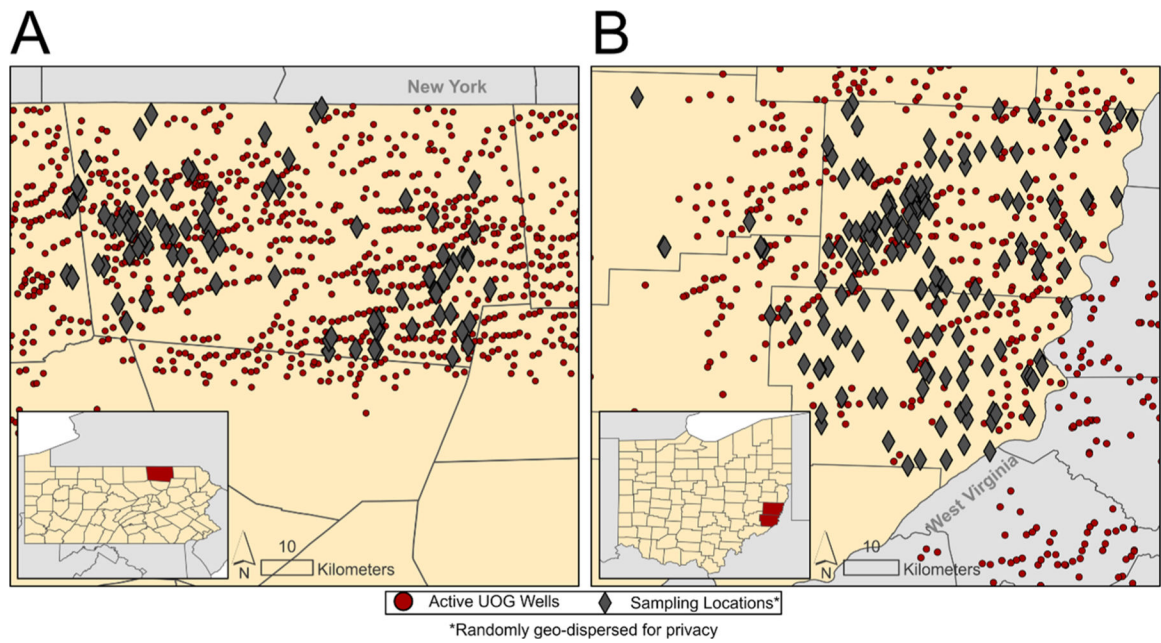 A
B
New York
West Virginia
10
N
Kilometers
10
N
Kilometers
Active UOG Wells
Sampling Locations*
*Randomly geo-dispersed for privacy